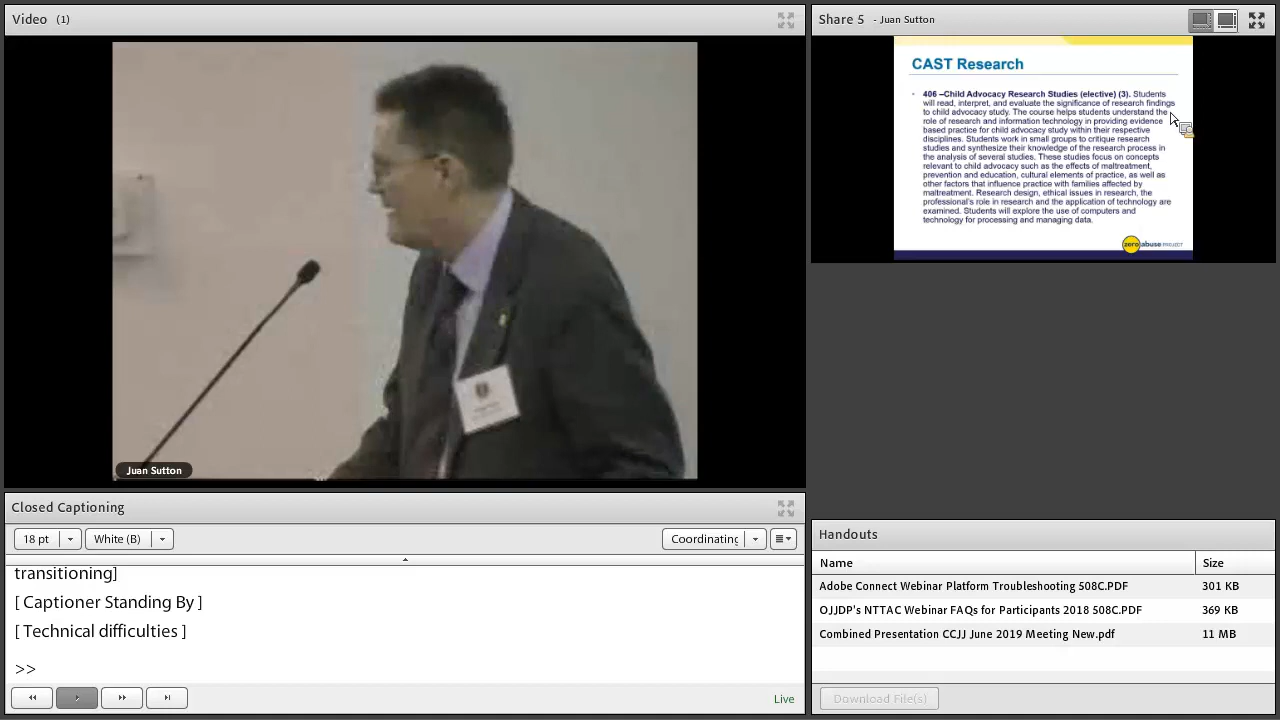 Video (1)
Juan Sutton
Share 5 - Juan Sutton
CAST Research
• 406 –Child Advocacy Research Studies (elective) (3). Students
will read, interpret, and evaluate the significance of research findings
to child advocacy study. The course helps students understand the
role of research and information technology in providing evidence
based practice for child advocacy study within their respective
disciplines. Students work in small groups to critique research
studies and synthesize their knowledge of the research process in
the analysis of several studies. These studies focus on concepts
relevant to child advocacy such as the effects of maltreatment,
prevention and education, cultural elements of practice, as well as
other factors that influence practice with families affected by
maltreatment. Research design, ethical issues in research, the
professional's role in research and the application of technology are
examined. Students will explore the use of computers and
technology for processing and managing data.
zero abuse PROJECT
Closed Captioning
18 pt White (B) Coordinating
transitioning]
[ Captioner Standing By ]
[ Technical difficulties ]
>>
Live
Handouts
Name Size
Adobe Connect Webinar Platform Troubleshooting 508C.PDF 301 KB
OJJDP's NTTAC Webinar FAQs for Participants 2018 508C.PDF 369 KB
Combined Presentation CCJJ June 2019 Meeting New.pdf 11 MB
Download File(s)